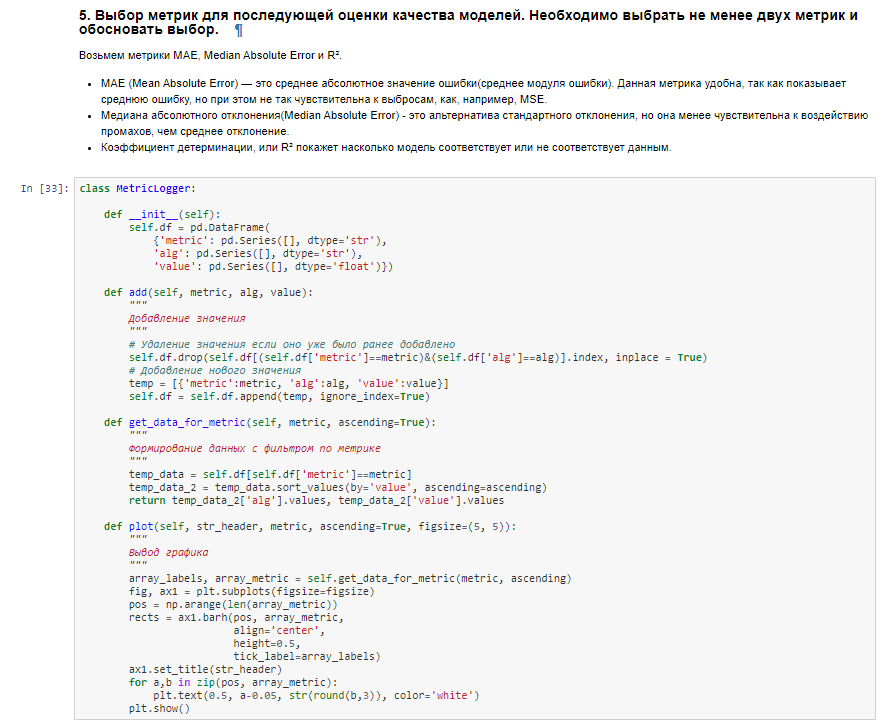 5. Выбор метрик для последующей оценки качества моделей. Необходимо выбрать не менее двух метрик и
обосновать выбор. ¶
Возьмем метрики MAE, Median Absolute Error и R².
• MAE (Mean Absolute Error) — это среднее абсолютное значение ошибки(среднее модуля ошибки). Данная метрика удобна, так как показывает
среднюю ошибку, но при этом не так чувствительна к выбросам, как, например, MSE.
• Медиана абсолютного отклонения(Median Absolute Error) - это альтернатива стандартного отклонения, но она менее чувствительна к воздействию
промахов, чем среднее отклонение.
• Коэффициент детерминации, или R² покажет насколько модель соответствует или не соответствует данным.
In [33]: class MetricLogger:
def __init__(self):
self.df = pd.DataFrame(
{'metric': pd.Series([], dtype='str'),
'alg': pd.Series([], dtype='str'),
'value': pd.Series([], dtype='float')})
def add(self, metric, alg, value):
"""
Добавление значения
"""
# Удаление значения если оно уже было ранее добавлено
self.df.drop(self.df[(self.df['metric']==metric)&(self.df['alg']==alg)].index, inplace = True)
# Добавление нового значения
temp = [{'metric':metric, 'alg':alg, 'value':value}]
self.df = self.df.append(temp, ignore_index=True)
def get_data_for_metric(self, metric, ascending=True):
"""
Формирование данных с фильтром по метрике
"""
temp_data = self.df[self.df['metric']==metric]
temp_data_2 = temp_data.sort_values(by='value', ascending=ascending)
return temp_data_2['alg'].values, temp_data_2['value'].values
def plot(self, str_header, metric, ascending=True, figsize=(5, 5)):
"""
Вывод графика
"""
array_labels, array_metric = self.get_data_for_metric(metric, ascending)
fig, ax1 = plt.subplots(figsize=figsize)
pos = np.arange(len(array_metric))
rects = ax1.barh(pos, array_metric,
align='center',
height=0.5,
tick_label=array_labels)
ax1.set_title(str_header)
for a,b in zip(pos, array_metric):
plt.text(0.5, a-0.05, str(round(b,3)), color='white')
plt.show()